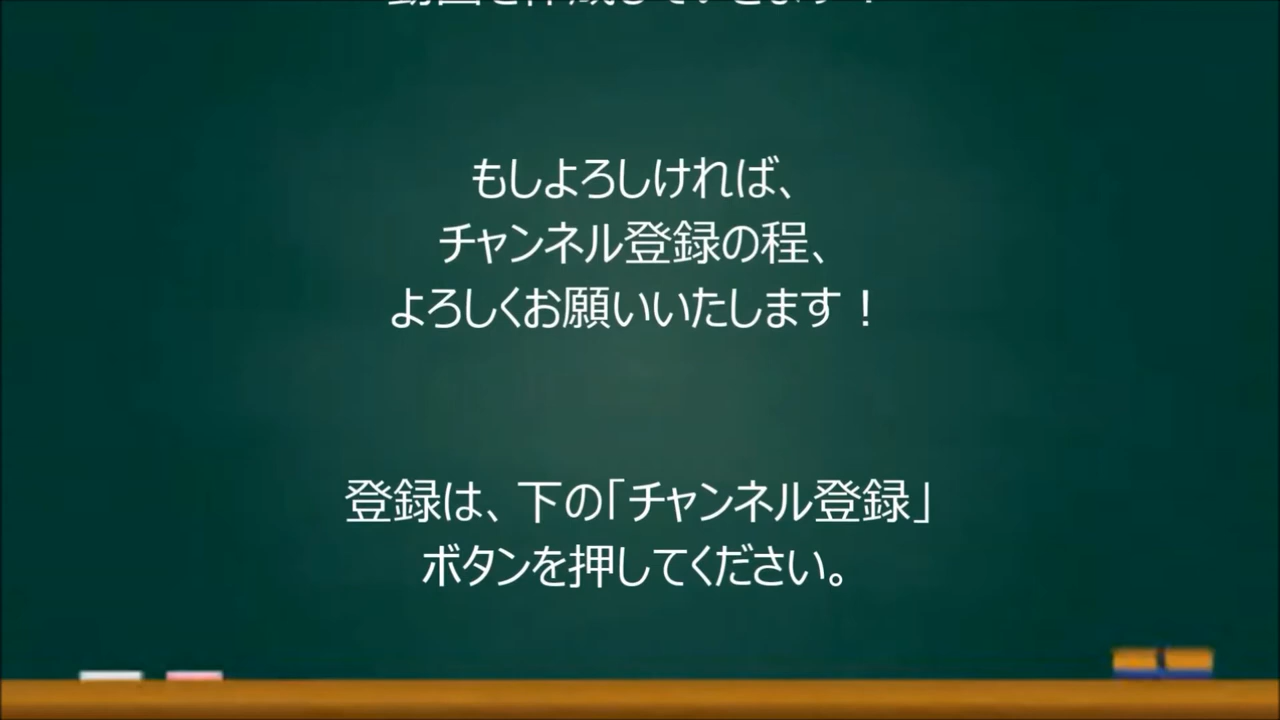 もしよろしければ、
チャンネル登録の程、
よろしくお願いいたします！
登録は、下の「チャンネル登録」
ボタンを押してください。